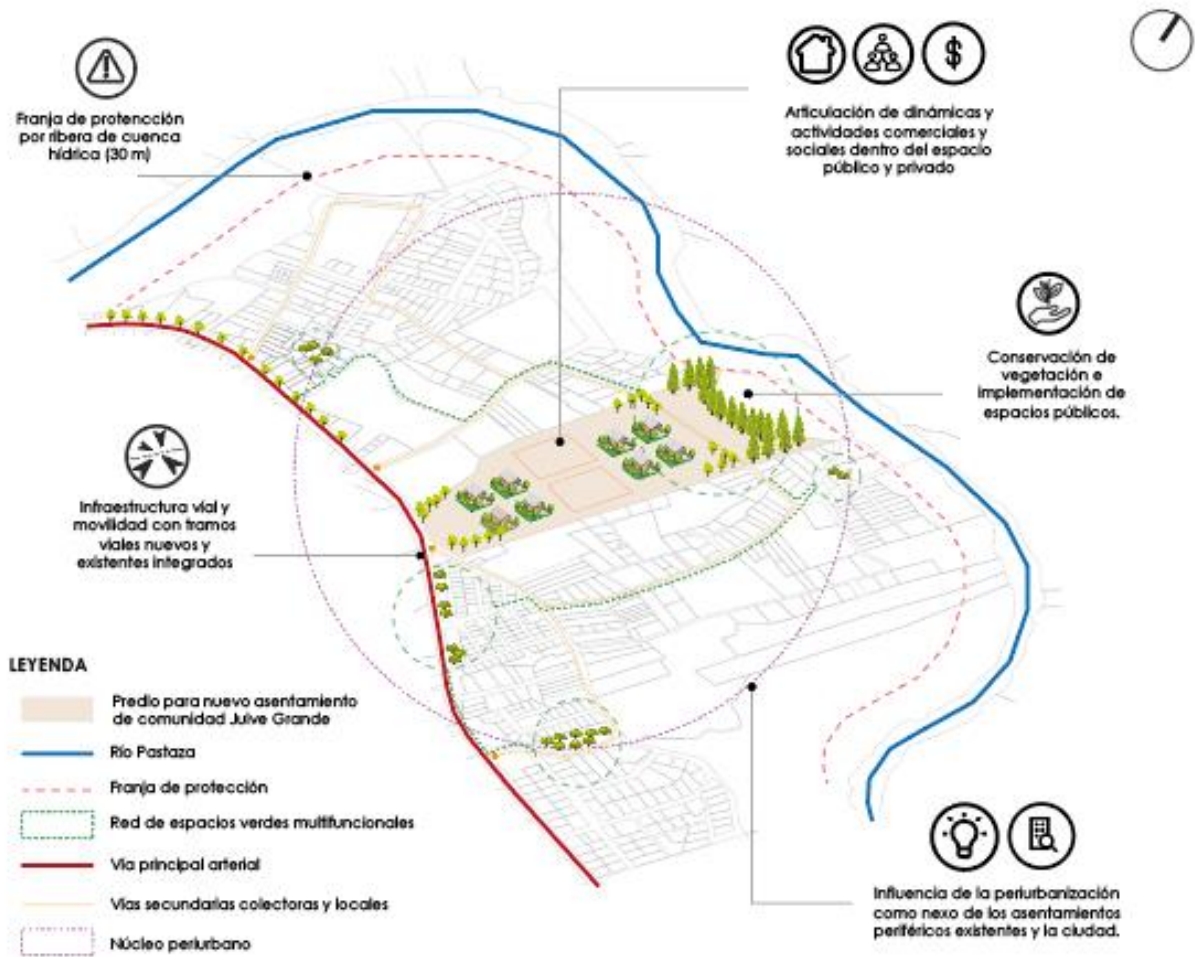 Franja de protencción
por ribera de cuenca
hídrica (30 m)
$
Articulación de dinámicas y
actividades comerciales y
sociales dentro del espacio
público y privado
Conservación de
vegetación e
implementación de
espacios públicos.
Infraestructura vial y
movilidad con tramos
viales nuevos y
existentes integrados
LEYENDA
Predio para nuevo asentamiento
de comunidad Juive Grande
Río Pastaza
Franja de protección
Red de espacios verdes multifuncionales
Vía principal arterial
Vías secundarias colectoras y locales
Núcleo periurbano
Influencia de la periurbanización
como nexo de los asentamientos
periféricos existentes y la ciudad.